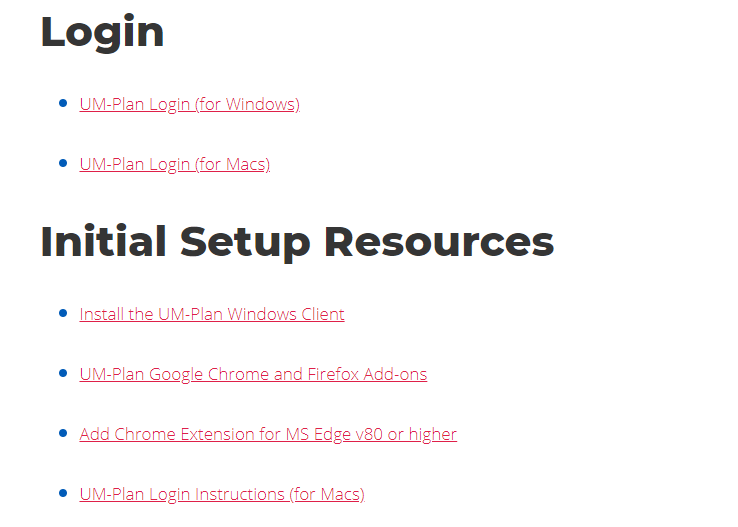 Login
UM-Plan Login (for Windows)
UM-Plan Login (for Macs)
Initial Setup Resources
Install the UM-Plan Windows Client
UM-Plan Google Chrome and Firefox Add-ons
Add Chrome Extension for MS Edge v80 or higher
UM-Plan Login Instructions (for Macs)